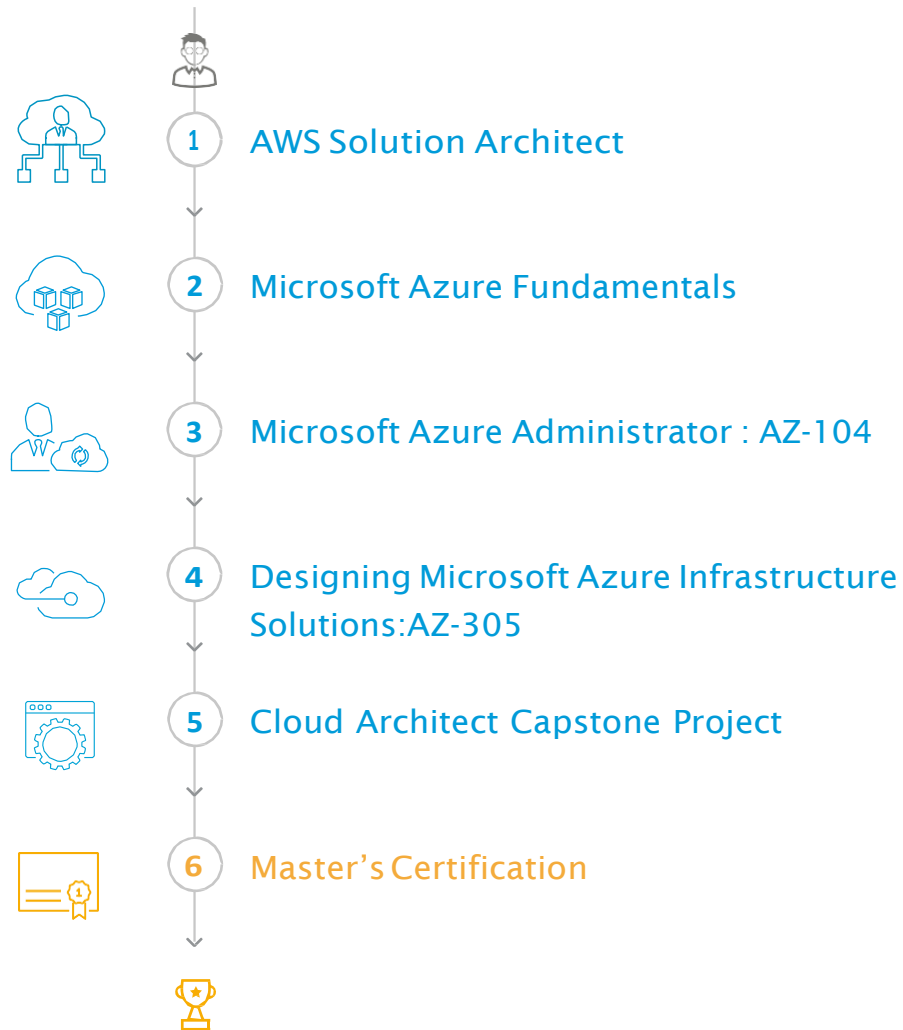 1 AWS Solution Architect
2 Microsoft Azure Fundamentals
3 Microsoft Azure Administrator : AZ-104
4 Designing Microsoft Azure Infrastructure
Solutions:AZ-305
5 Cloud Architect Capstone Project
6 Master’s Certification
1